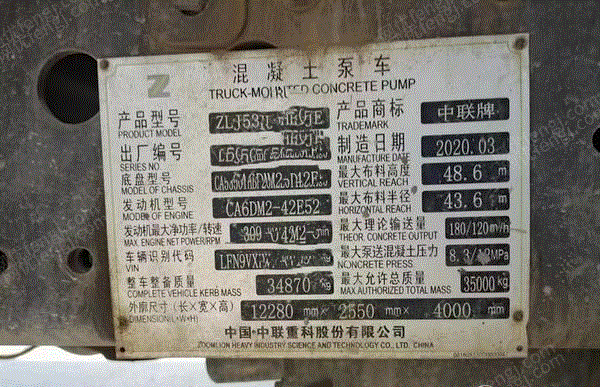 混凝土泵车
TRUCK-MOUNTED CONCRETE PUMP
产品型号 PRODUCT MODEL
产品商标 TRADEMARK 中联牌
出厂编号 SERIES NO
制造日期 MANUFACTURE DATE 2020.03
底盘型号 MODEL OF CHASSIS
最大布料高度 VERTICAL REACH 48.6 m
发动机型号 MODEL OF ENGINE CA6DM2-42E52
最大布料半径 HORIZONTAL REACH 43.6 m
发动机最大净功率/转速 MAX. ENGINE NET POWER/RPM
最大理论输送量 THEOR. CONCRETE OUTPUT 180/120m³/h
车辆识别代码 VIN
最大泵送混凝土压力 CONCRETE PRESS MPa
整车整备质量 COMPLETE VEHICLE KERB MASS 34870 kg
最大允许总质量 MAX AUTHORIZED TOTAL MASS 35000kg
外廓尺寸（长×宽×高） DIMENSION(L×W×H) 12280 mm× 2550 mm× 4000 mm
中国·中联重科股份有限公司
ZOOMLION HEAVY INDUSTRY SCIENCE AND TECHNOLOGY CO., LTD. CHINA